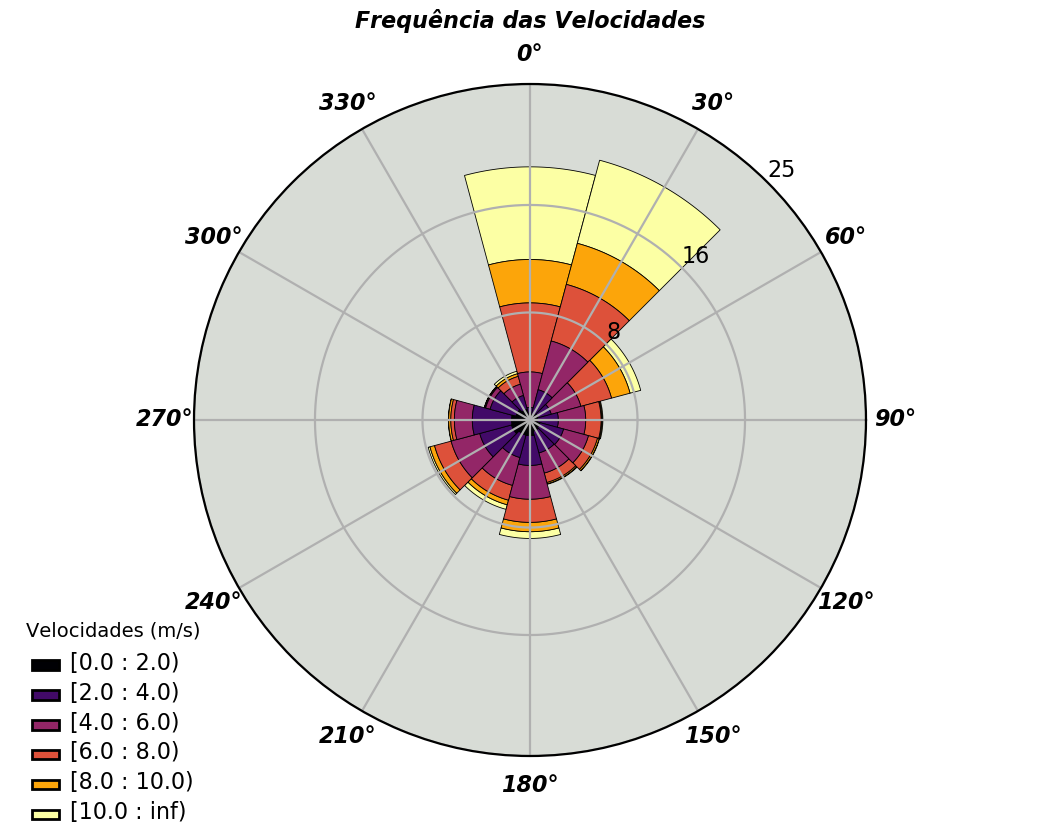 Frequência das Velocidades
0°
330°
30°
25
300°
60°
16
8
270°
90°
240°
120°
210°
150°
180°
Velocidades (m/s)
[0.0 : 2.0)
[2.0 : 4.0)
[4.0 : 6.0)
[6.0 : 8.0)
[8.0 : 10.0)
[10.0 : inf)